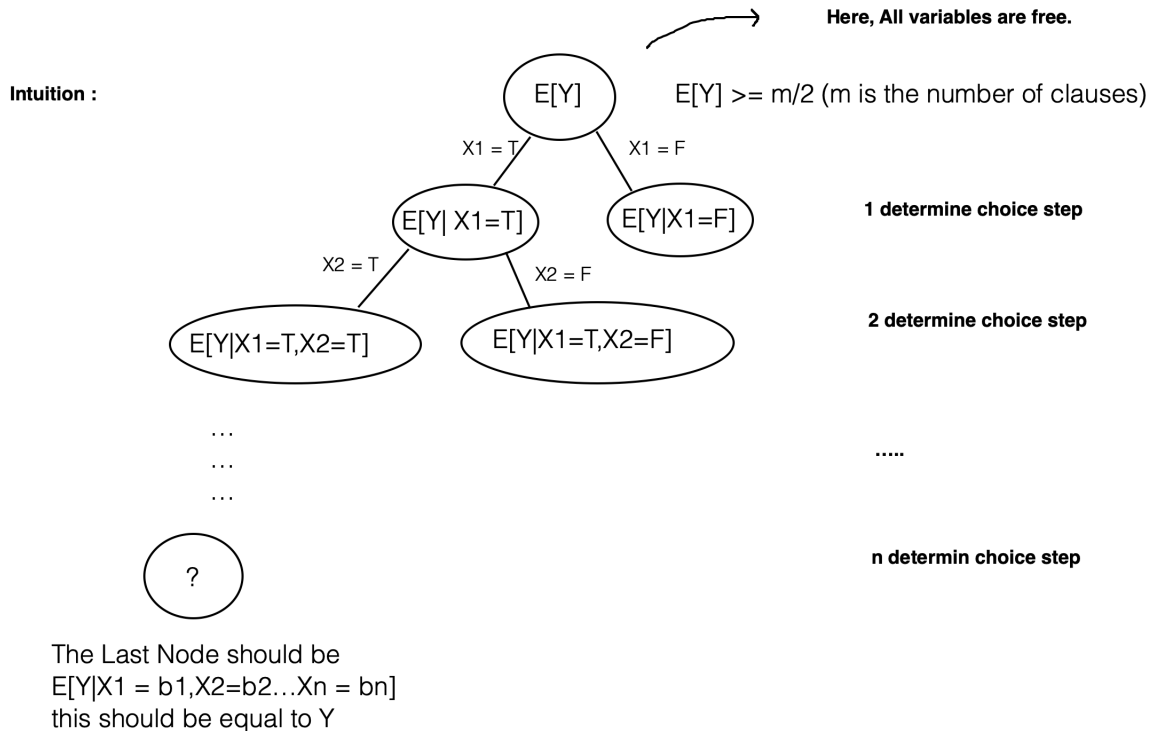 Here, All variables are free.
Intuition :
E[Y]
E[Y] >= m/2 (m is the number of clauses)
X1 = T
X1 = F
E[Y| X1=T]
E[Y|X1=F]
1 determine choice step
X2 = T
X2 = F
E[Y|X1=T,X2=T]
E[Y|X1=T,X2=F]
2 determine choice step
...
...
...
.....
n determin choice step
?
The Last Node should be
E[Y|X1 = b1,X2=b2...Xn = bn]
this should be equal to Y